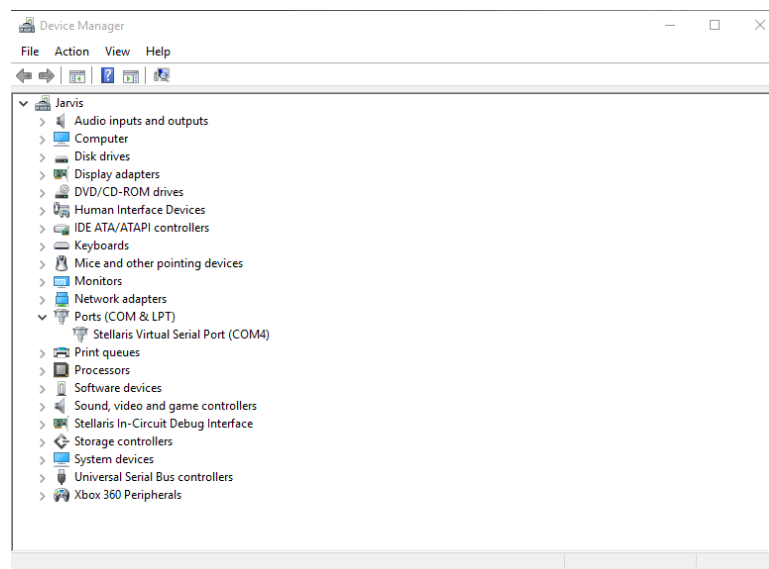 Device Manager
File Action View Help
Jarvis
Audio inputs and outputs
Computer
Disk drives
Display adapters
DVD/CD-ROM drives
Human Interface Devices
IDE ATA/ATAPI controllers
Keyboards
Mice and other pointing devices
Monitors
Network adapters
Ports (COM & LPT)
Stellaris Virtual Serial Port (COM4)
Print queues
Processors
Software devices
Sound, video and game controllers
Stellaris In-Circuit Debug Interface
Storage controllers
System devices
Universal Serial Bus controllers
Xbox 360 Peripherals